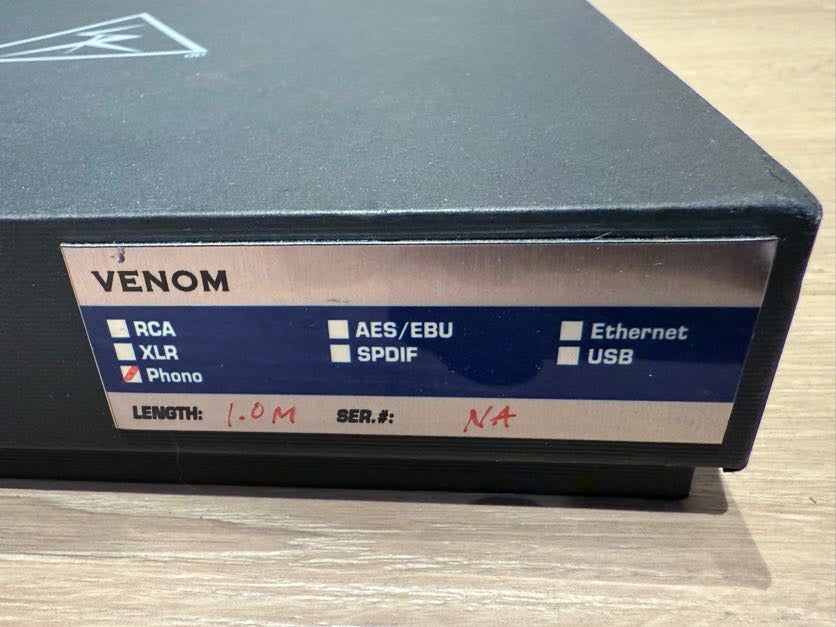 VENOM
RCA AES/EBU Ethernet
XLR SPDIF USB
Phono
LENGTH: 1.0M SER.#: NA